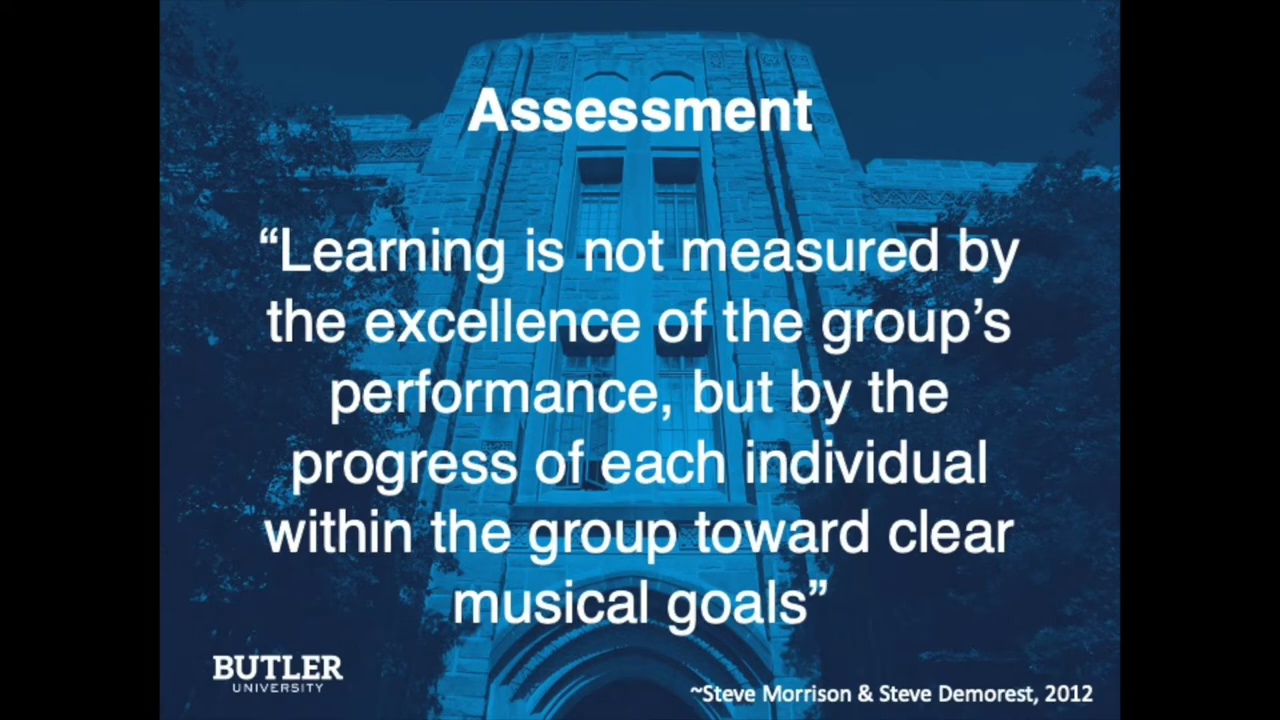 Assessment
“Learning is not measured by
the excellence of the group’s
performance, but by the
progress of each individual
within the group toward clear
musical goals”
BUTLER
UNIVERSITY
~Steve Morrison & Steve Demorest, 2012